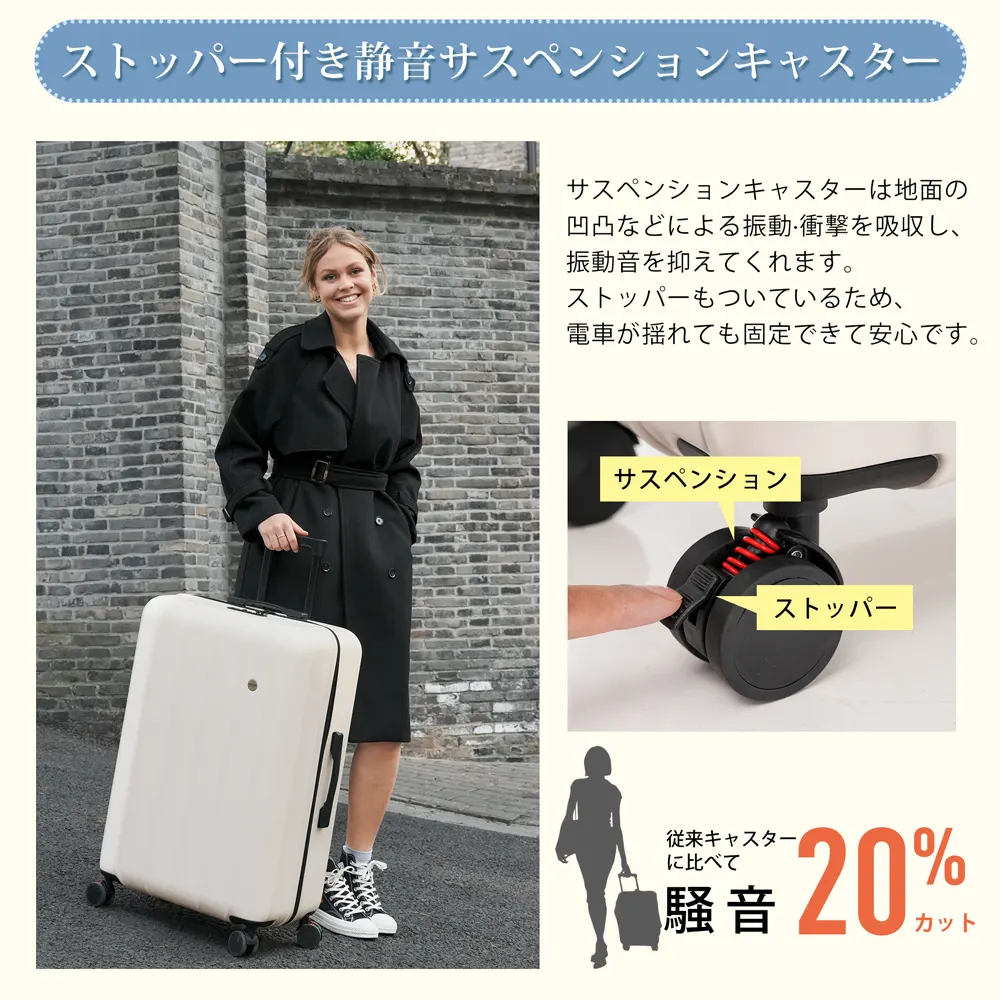 ストッパー付き静音サスペンションキャスター
サスペンションキャスターは地面の
凹凸などによる振動·衝撃を吸収し、
振動音を抑えてくれます。
ストッパーもついているため、
電車が揺れても固定できて安心です。
サスペンション
ストッパー
従来キャスター
に比べて
騒音
20%
カット